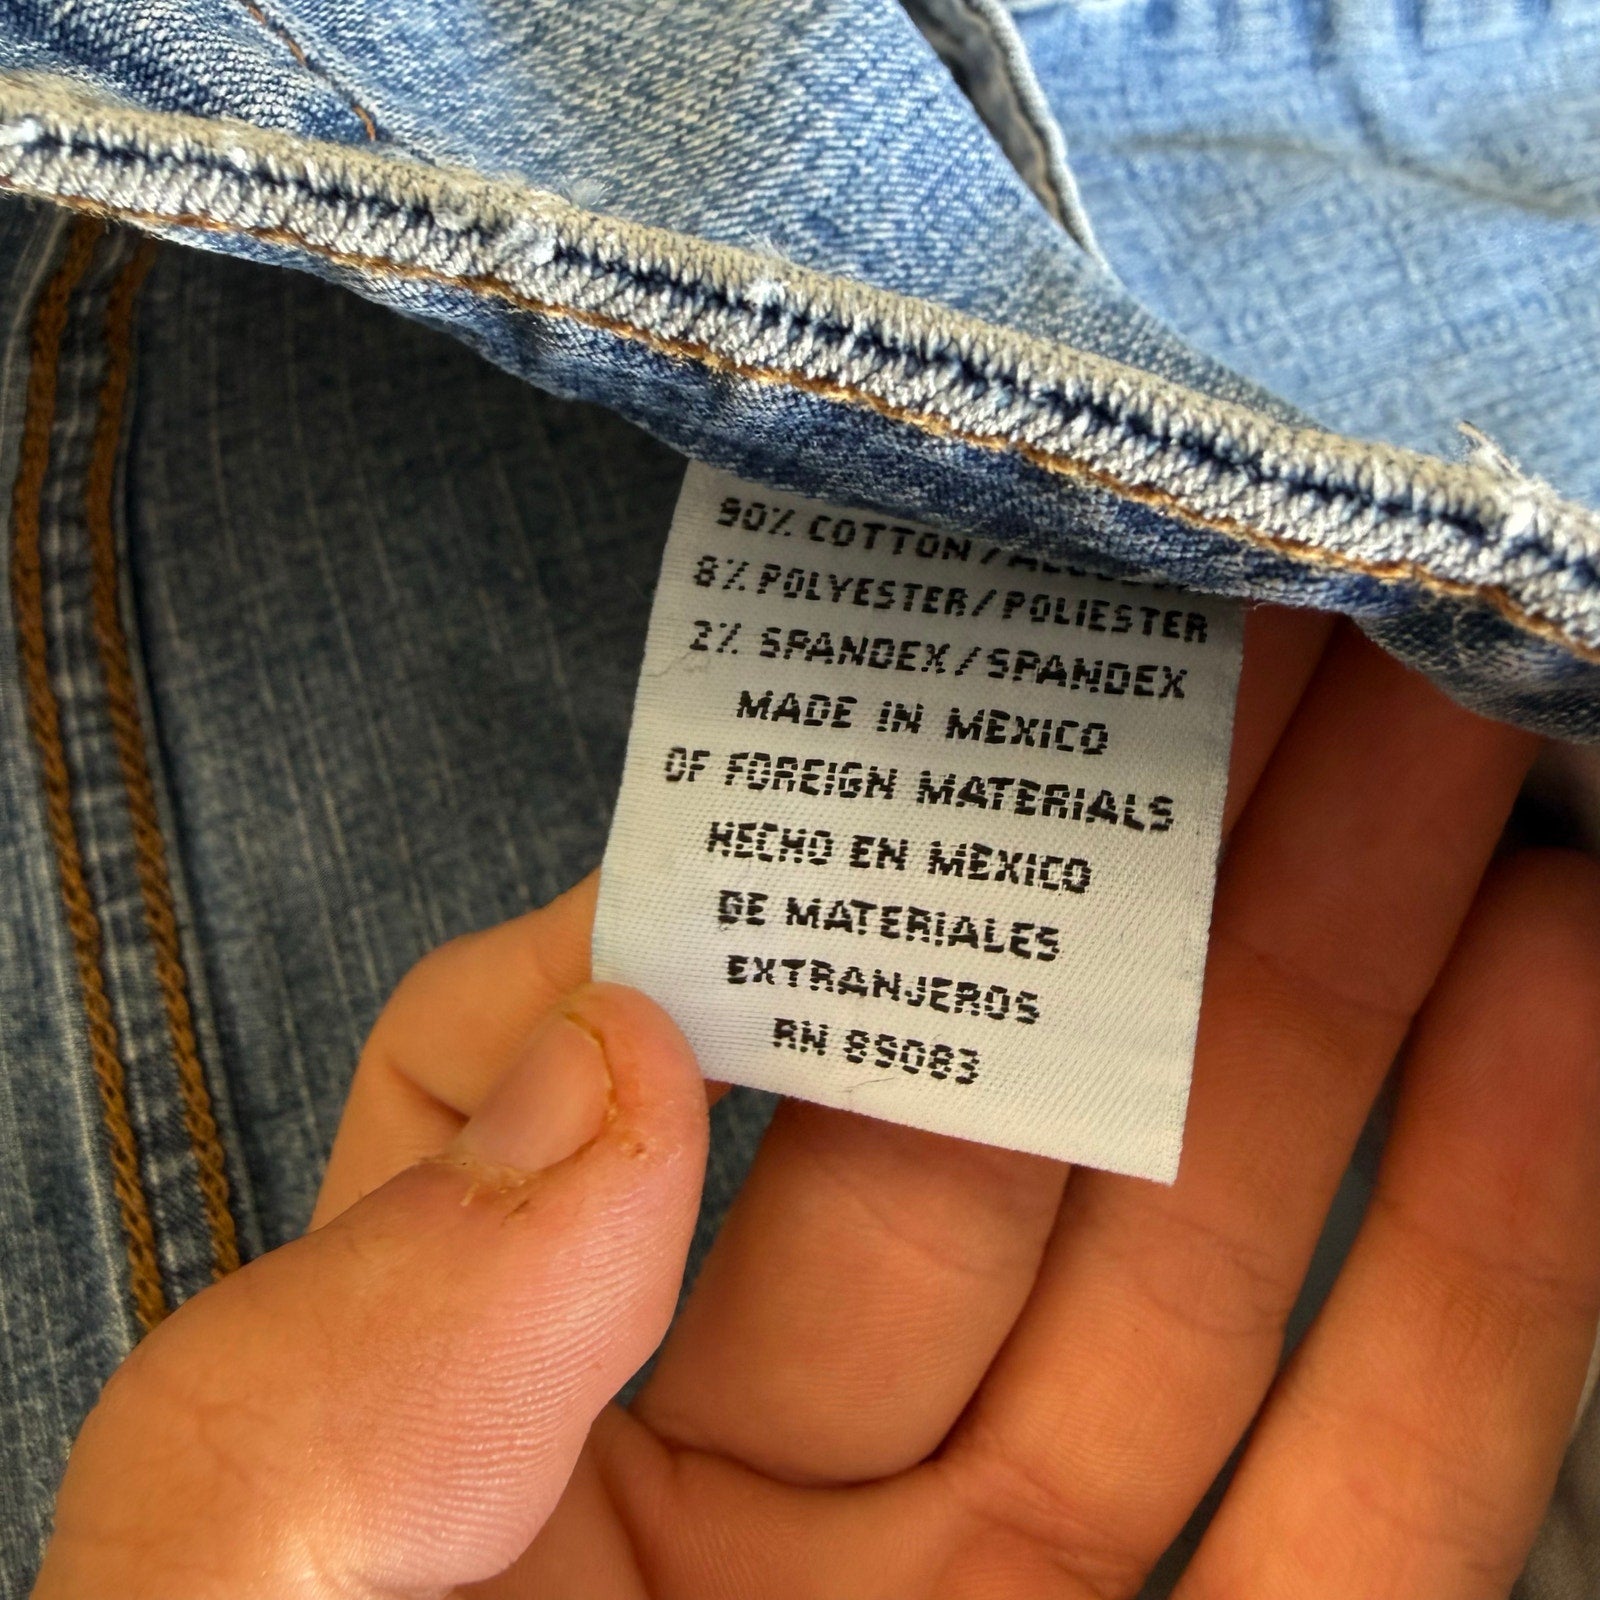 90% COTTON/
8% POLYESTER/POLIESTER
2% SPANDEX/SPANDEX
MADE IN MEXICO
OF FOREIGN MATERIALS
HECHO EN MEXICO
DE MATERIALES
EXTRANJEROS
RN 89083